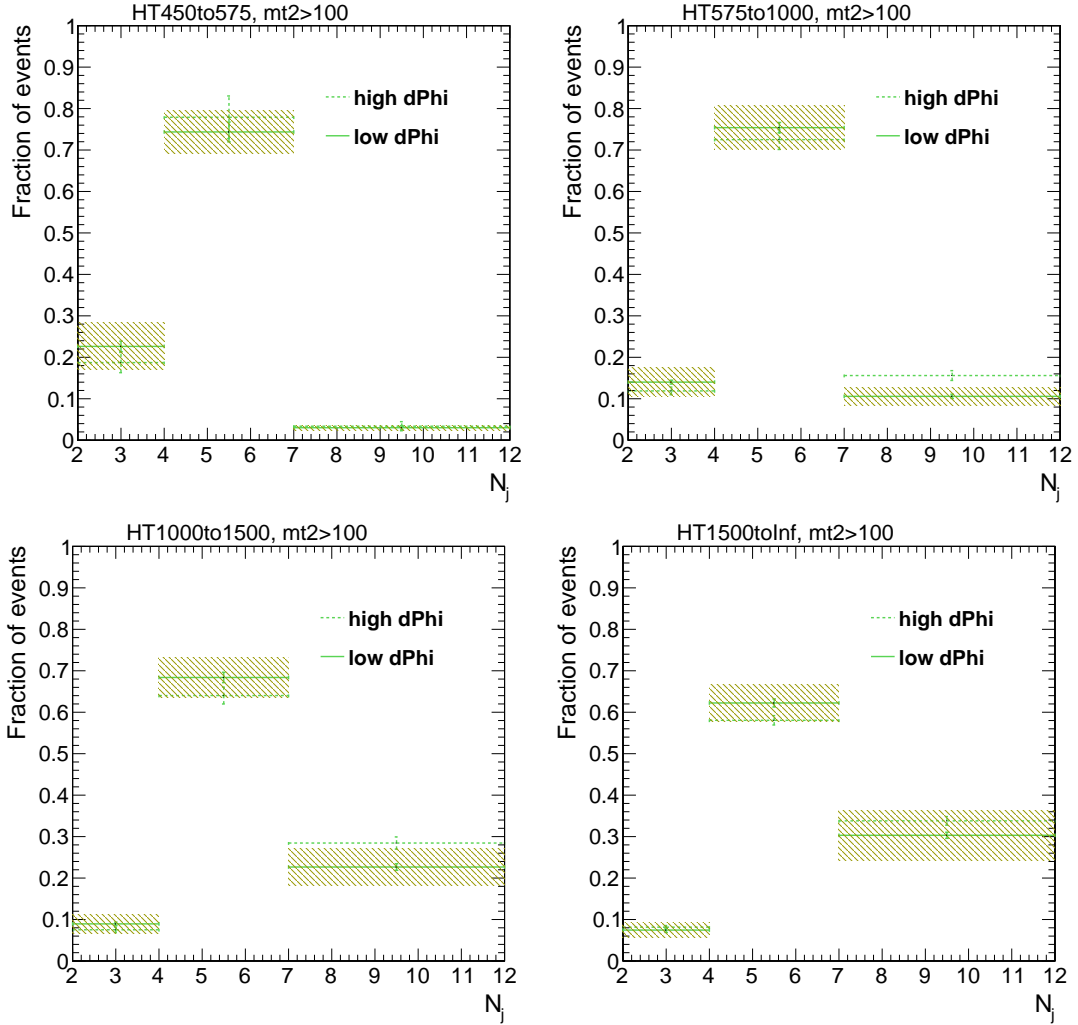 HT450to575, mt2>100
Fraction of events
1
0.9
0.8
0.7
0.6
0.5
0.4
0.3
0.2
0.1
0
high dPhi
low dPhi
2 3 4 5 6 7 8 9 10 11 12
N_j
HT575to1000, mt2>100
Fraction of events
1
0.9
0.8
0.7
0.6
0.5
0.4
0.3
0.2
0.1
0
high dPhi
low dPhi
2 3 4 5 6 7 8 9 10 11 12
N_j
HT1000to1500, mt2>100
Fraction of events
1
0.9
0.8
0.7
0.6
0.5
0.4
0.3
0.2
0.1
0
high dPhi
low dPhi
2 3 4 5 6 7 8 9 10 11 12
N_j
HT1500toInf, mt2>100
Fraction of events
1
0.9
0.8
0.7
0.6
0.5
0.4
0.3
0.2
0.1
0
high dPhi
low dPhi
2 3 4 5 6 7 8 9 10 11 12
N_j